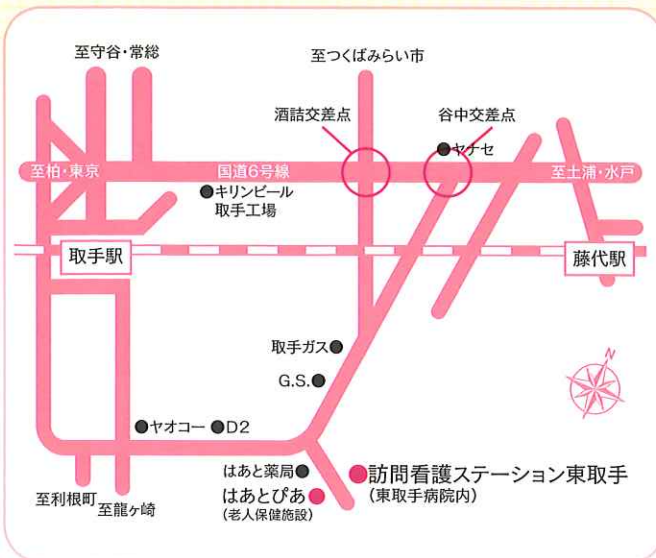 至守谷・常総
至つくばみらい市
酒詰交差点
谷中交差点
ヤナセ
至柏・東京
国道6号線
至土浦・水戸
キリンビール
取手工場
取手駅
藤代駅
取手ガス
G.S.
N
ヤオコー
D2
はあと薬局
はあとぴあ
(老人保健施設)
訪問看護ステーション東取手
(東取手病院内)
至利根町
至龍ヶ崎